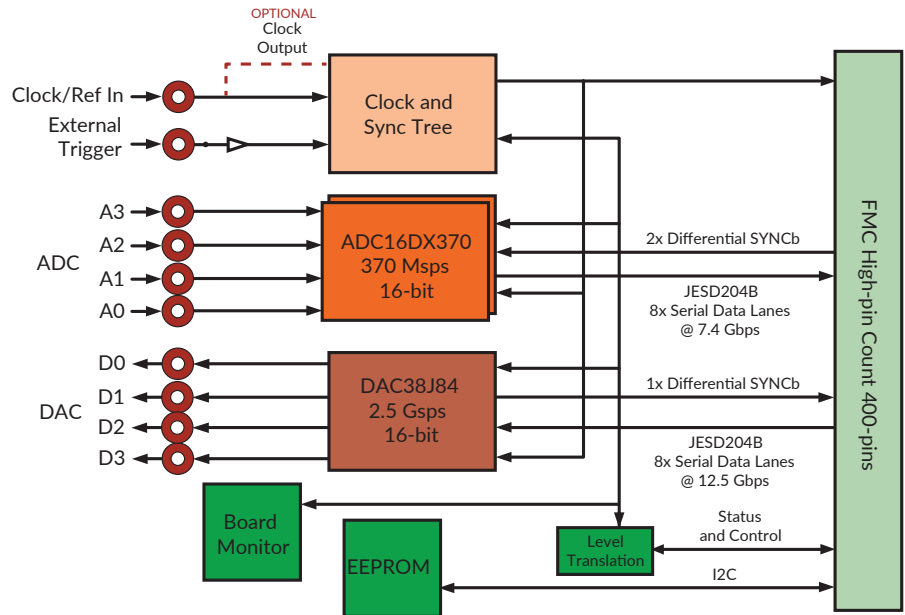 OPTIONAL
Clock
Output
Clock/Ref In
External
Trigger
Clock and
Sync Tree
ADC
A3
A2
A1
A0
ADC16DX370
370 Msps
16-bit
2x Differential SYNCb
JESD204B
8x Serial Data Lanes
@ 7.4 Gbps
DAC
D0
D1
D2
D3
DAC38J84
2.5 Gsps
16-bit
1x Differential SYNCb
JESD204B
8x Serial Data Lanes
@ 12.5 Gbps
Board
Monitor
EEPROM
Level
Translation
Status
and Control
I2C
FMC High-pin Count 400-pins